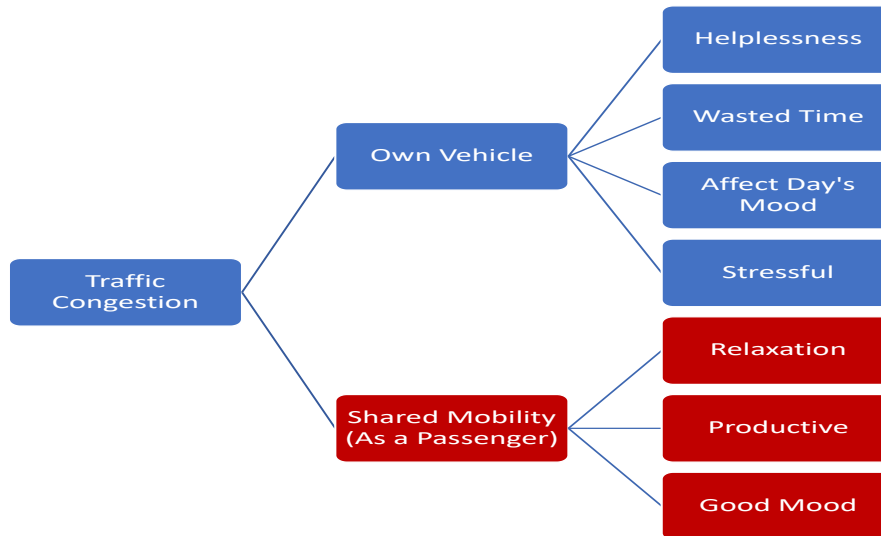 Helplessness
Wasted Time
Own Vehicle
Affect Day's
Mood
Stressful
Traffic
Congestion
Relaxation
Shared Mobility
(As a Passenger)
Productive
Good Mood